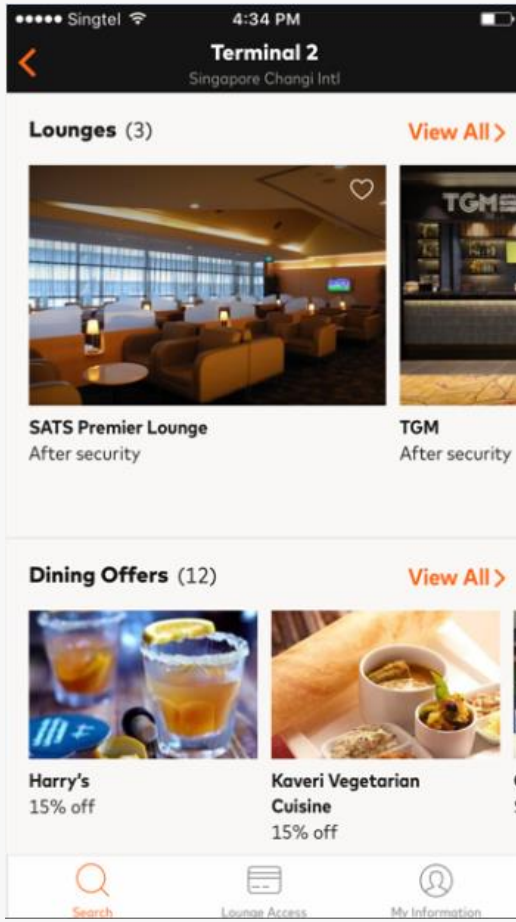 Singtel 4:34 PM
Terminal 2
Singapore Changi Intl
Lounges (3) View All >
TGM
SATS Premier Lounge
After security
TGM
After security
Dining Offers (12) View All >
Harry's
15% off
Kaveri Vegetarian
Cuisine
15% off
Search Lounge Access My Information